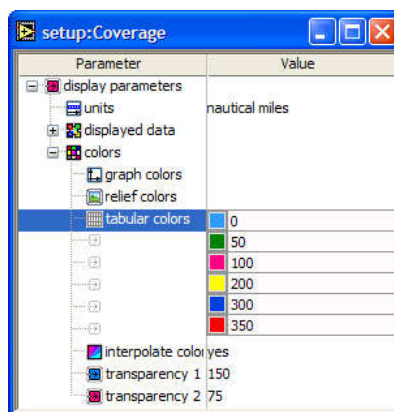 setup:Coverage
Parameter Value
display parameters
units nautical miles
displayed data
colors
graph colors
relief colors
tabular colors 0
50
100
200
300
350
interpolate color yes
transparency 1 150
transparency 2 75